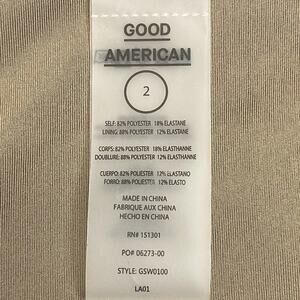 GOOD
AMERICAN
2
SELF: 82% POLYESTER 18% ELASTANE
LINING: 88% POLYESTER 12% ELASTANE
CORPS: 82% POLYESTER 18% ELASTHANNE
DOUBLURE: 88% POLYESTER 12% ELASTHANNE
CUERPO: 82% POLYESTER 18% ELASTANO
FORRO: 88% POLYESTER 12% ELASTO
MADE IN CHINA
FABRIQUE AUX CHINA
HECHO EN CHINA
RN# 151301
PO# 06273-00
STYLE: GSW0100
LA01